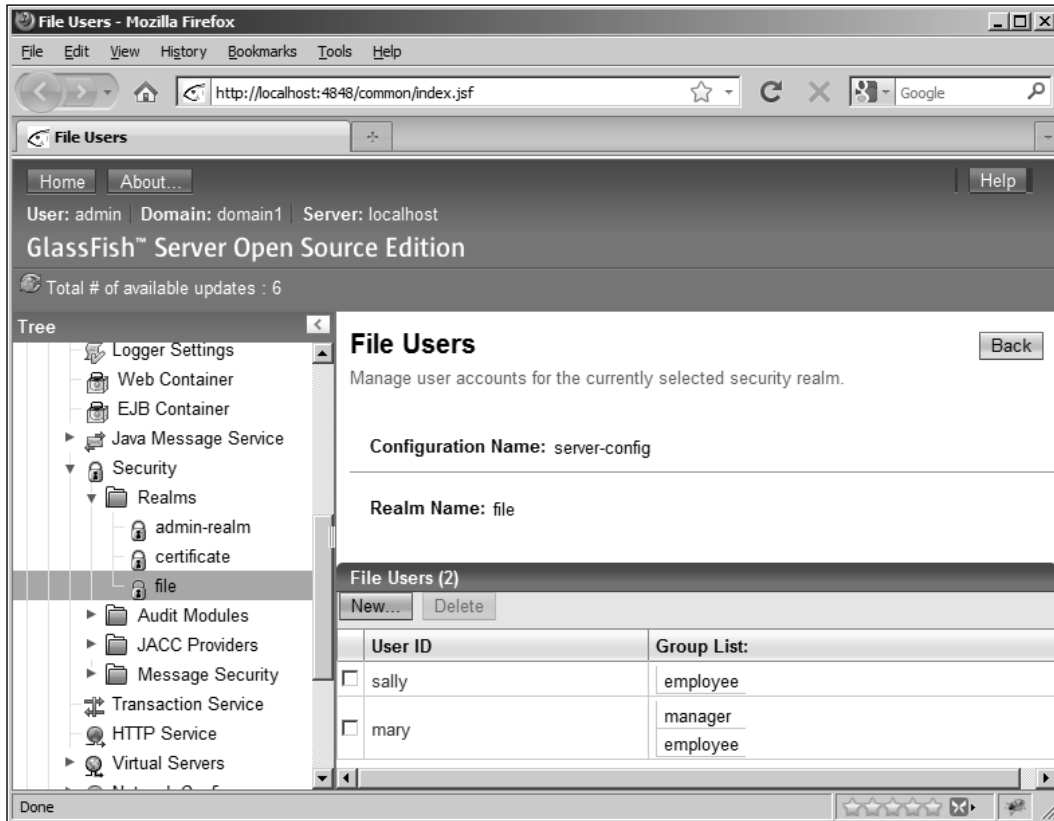 File Users - Mozilla Firefox
File Edit View History Bookmarks Tools Help
http://localhost:4848/common/index.jsf
Google
File Users
Home About... Help
User: admin Domain: domain1 Server: localhost
GlassFish™ Server Open Source Edition
Total # of available updates : 6
Tree
Logger Settings
Web Container
EJB Container
Java Message Service
Security
Realms
admin-realm
certificate
file
Audit Modules
JACC Providers
Message Security
Transaction Service
HTTP Service
Virtual Servers
File Users
Back
Manage user accounts for the currently selected security realm.
Configuration Name: server-config
Realm Name: file
File Users (2)
New... Delete
User ID Group List:
sally employee
mary manager
employee
Done